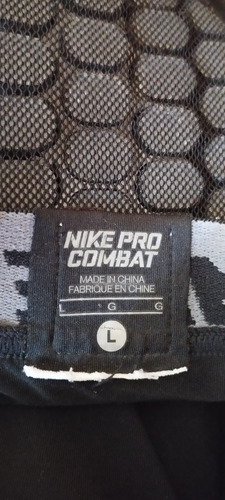 NIKE PRO
COMBAT
MADE IN CHINA
FABRIQUÉ EN CHINE
L G G
L